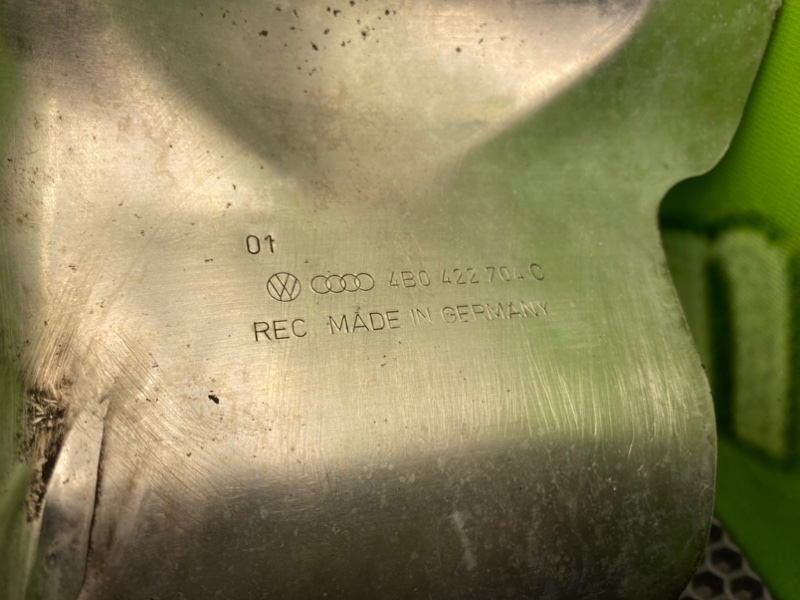 01
4B0 422 704 C
REC MADE IN GERMANY